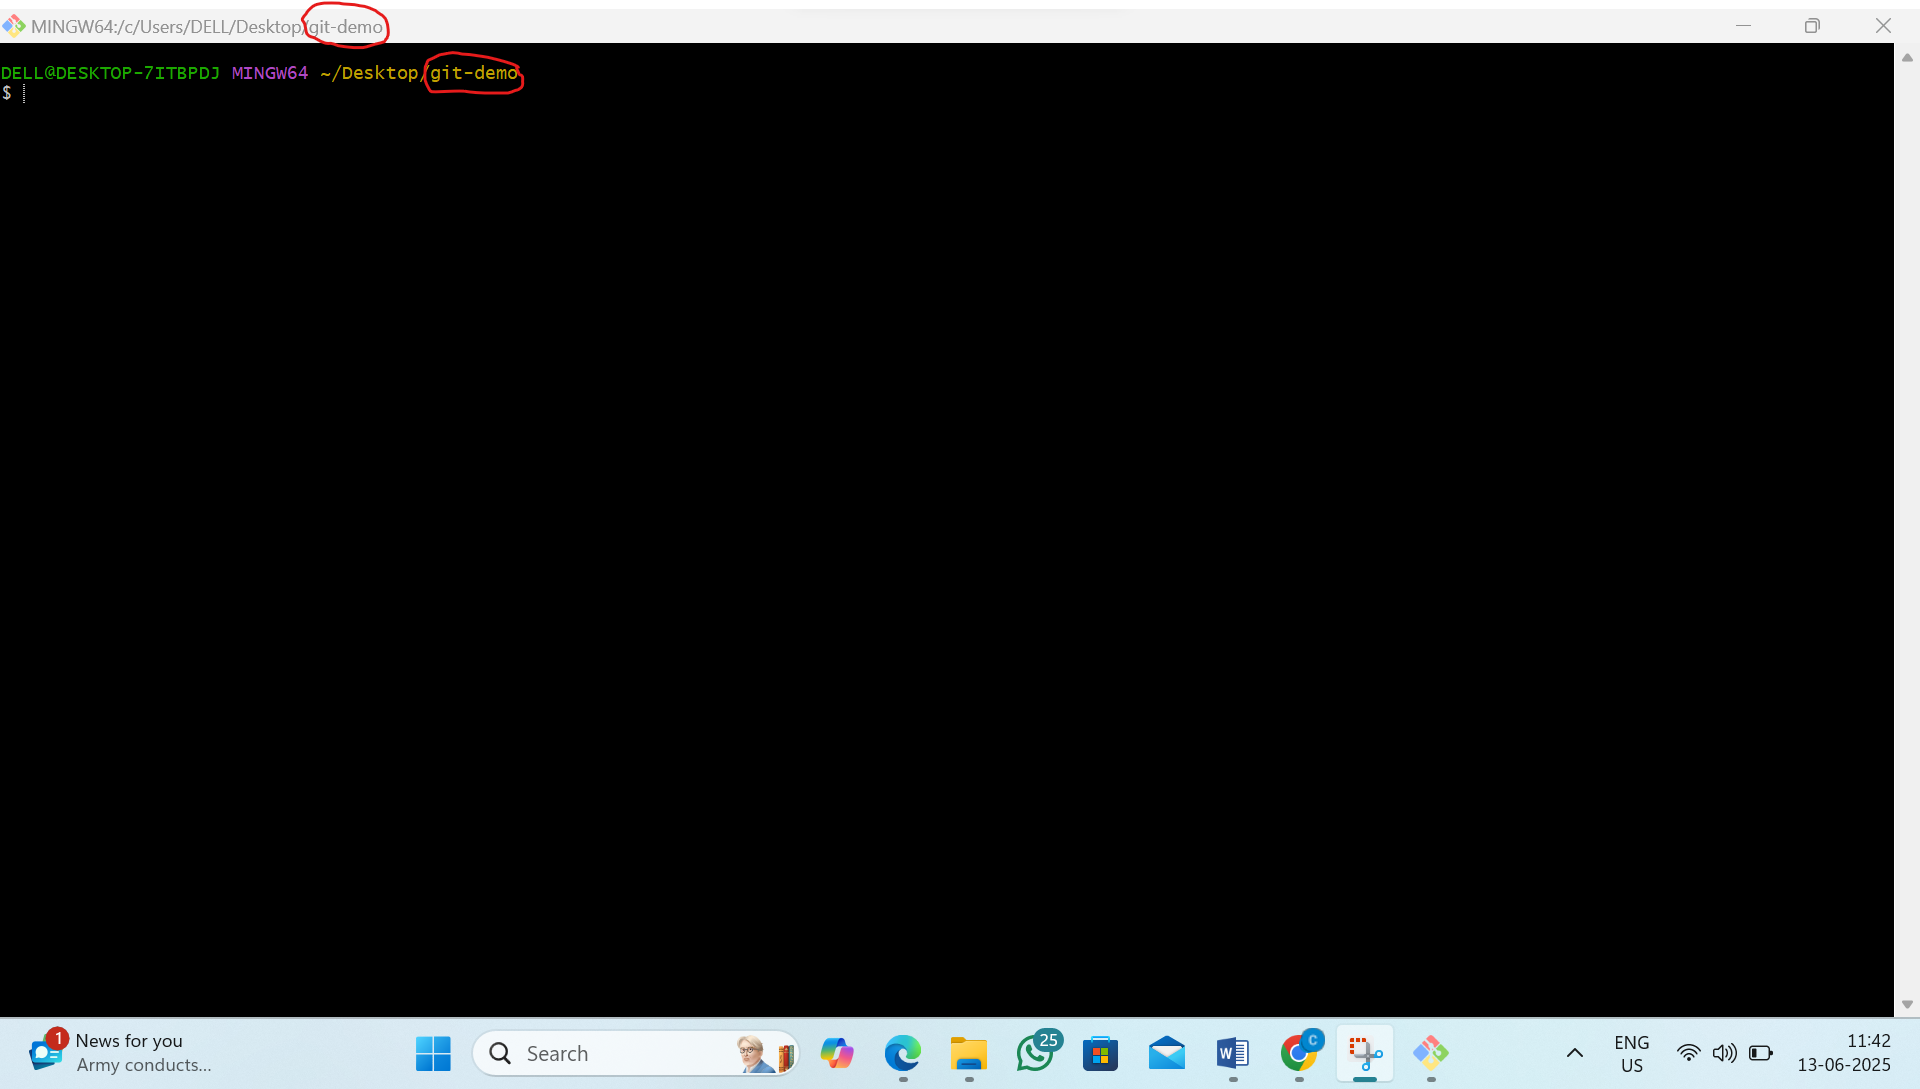 MINGW64:/c/Users/DELL/Desktop/git-demo
DELL@DESKTOP-7ITBPDJ MINGW64 ~/Desktop/git-demo
$
1
News for you
Army conducts...
Search
25
W
C
ENG
US
11:42
13-06-2025